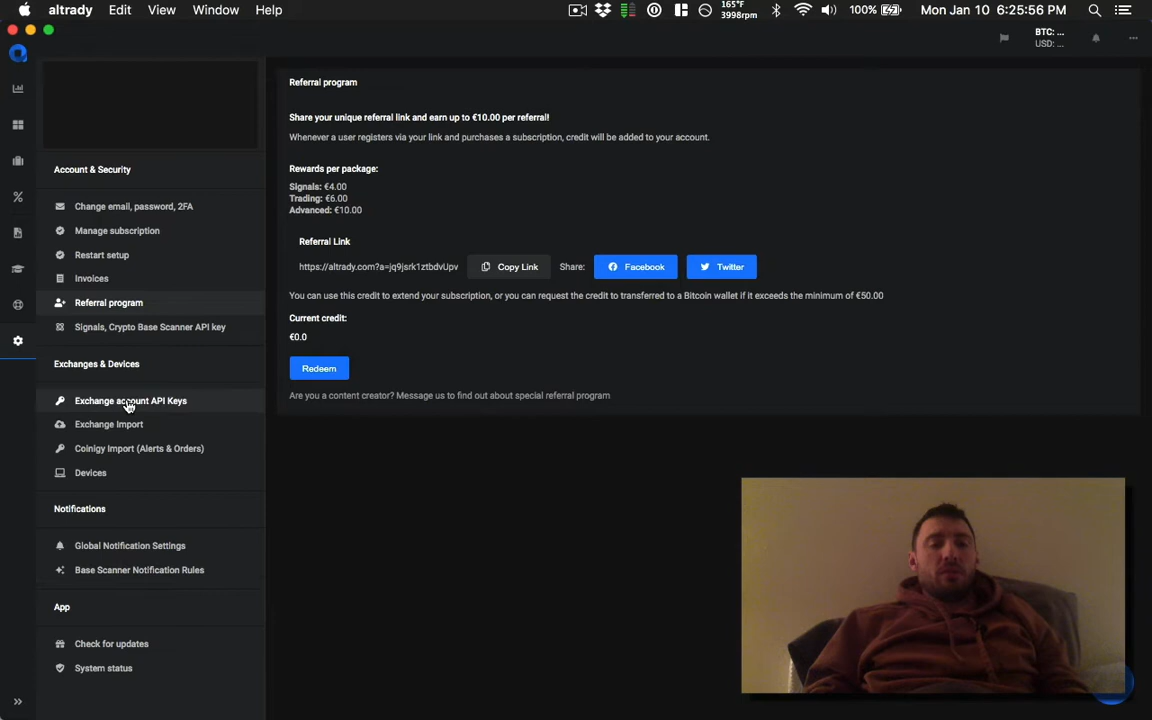 altrady Edit View Window Help
165°F
3998rpm
100%
Mon Jan 10 6:25:56 PM
BTC: ...
USD: ...
Account & Security
Change email, password, 2FA
Manage subscription
Restart setup
Invoices
Referral program
Signals, Crypto Base Scanner API key
Exchanges & Devices
Exchange account API Keys
Exchange Import
Coinigy Import (Alerts & Orders)
Devices
Notifications
Global Notification Settings
Base Scanner Notification Rules
App
Check for updates
System status
Referral program
Share your unique referral link and earn up to €10.00 per referral!
Whenever a user registers via your link and purchases a subscription, credit will be added to your account.
Rewards per package:
Signals: €4.00
Trading: €6.00
Advanced: €10.00
Referral Link
https://altrady.com?a=jq9jsrk1ztbdvUpv Copy Link Share: Facebook Twitter
You can use this credit to extend your subscription, or you can request the credit to transferred to a Bitcoin wallet if it exceeds the minimum of €50.00
Current credit:
€0.0
Redeem
Are you a content creator? Message us to find out about special referral program